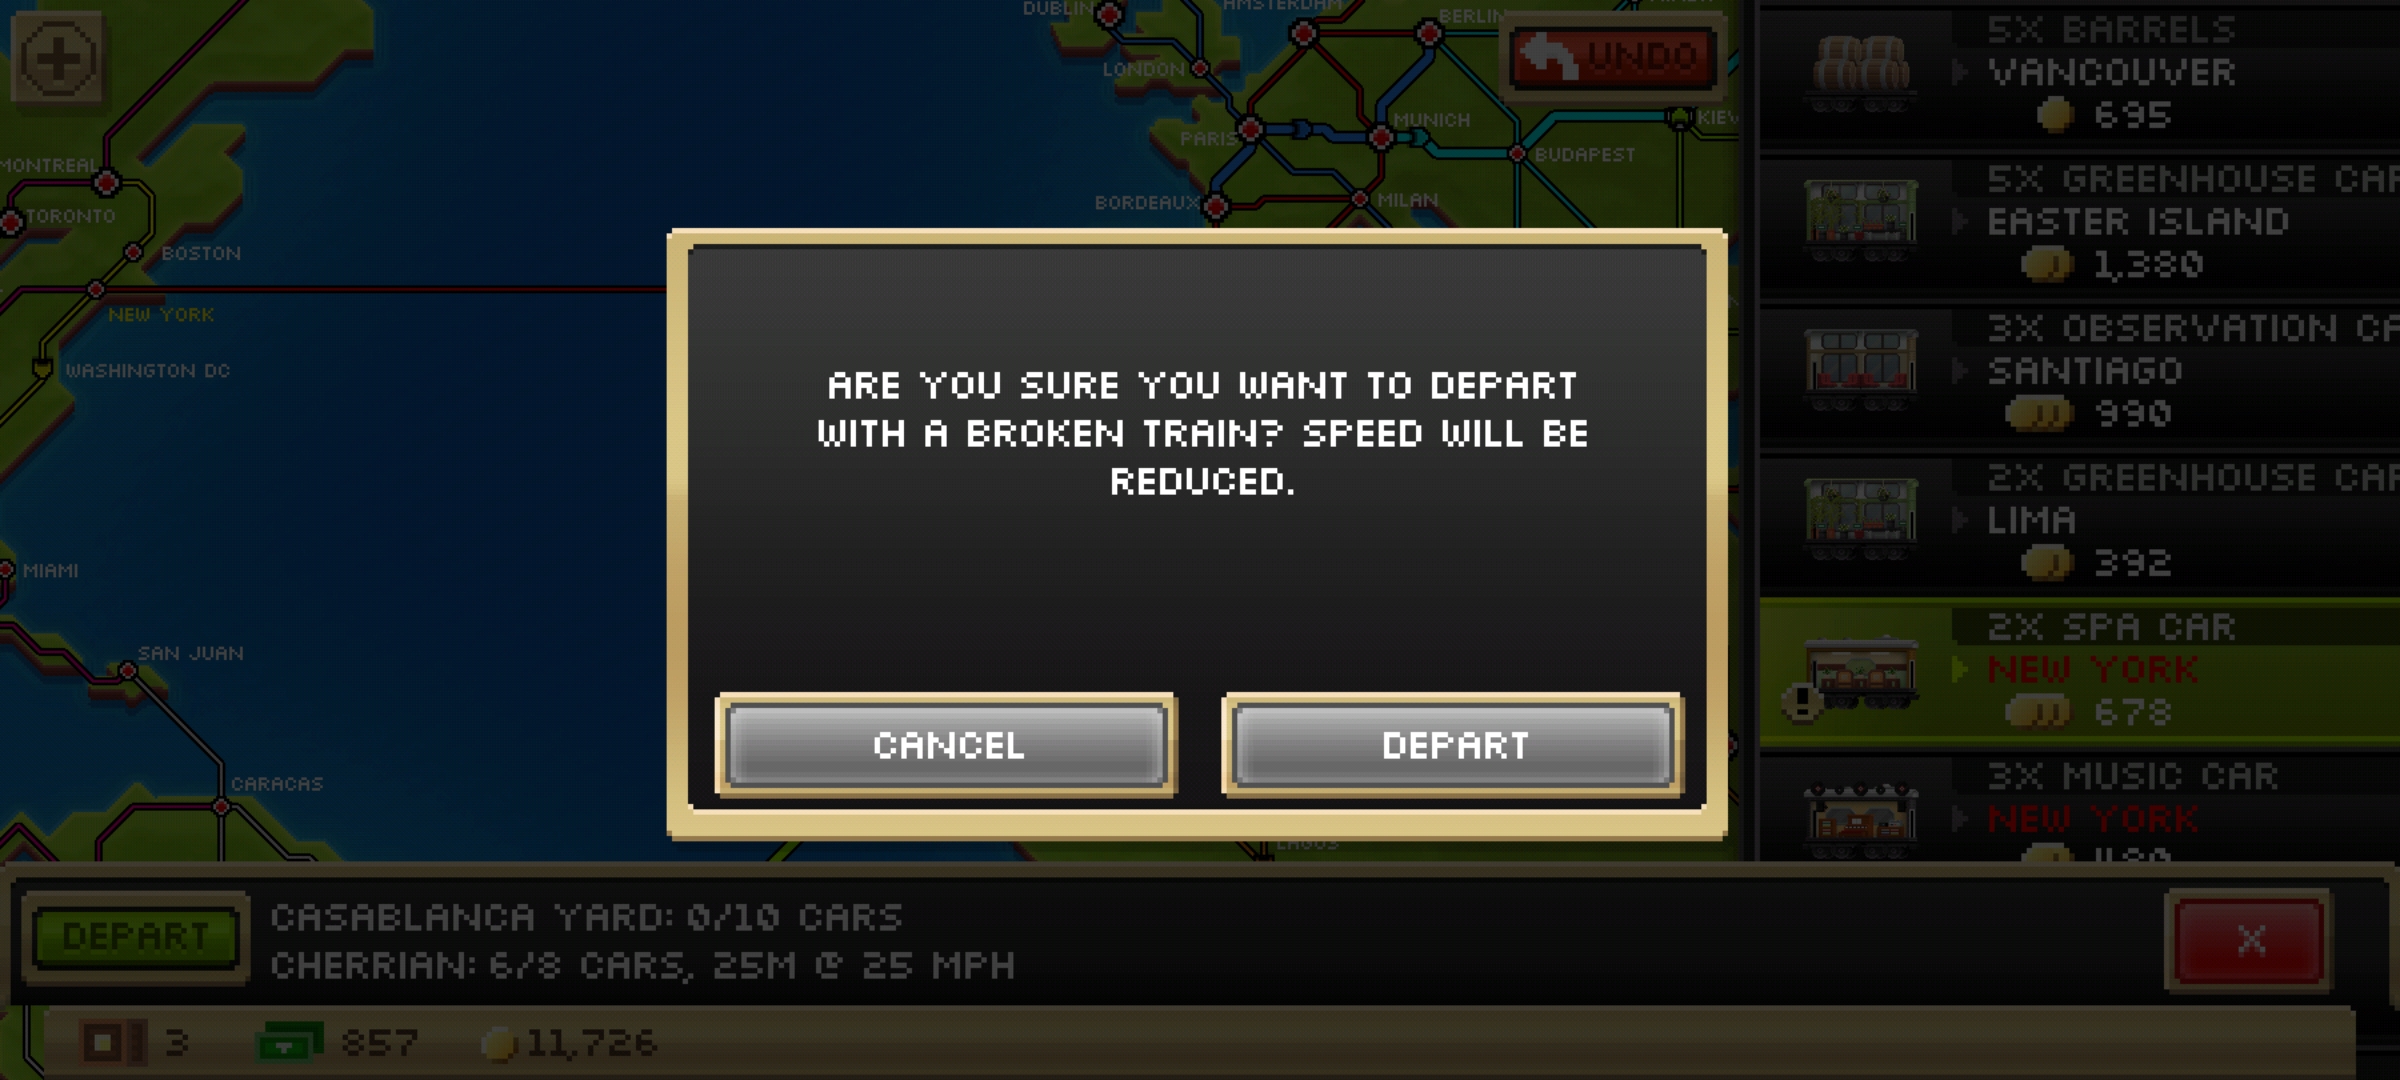 DUBLIN
AMSTERDAM
BERLIN
LONDON
UNDO
PARIS
MUNICH
KIEV
BUDAPEST
MONTREAL
BORDEAUX
MILAN
TORONTO
BOSTON
NEW YORK
WASHINGTON DC
MIAMI
SAN JUAN
CARACAS
LAGOS
ARE YOU SURE YOU WANT TO DEPART
WITH A BROKEN TRAIN? SPEED WILL BE
REDUCED.
CANCEL
DEPART
5X BARRELS
VANCOUVER
695
5X GREENHOUSE CAR
EASTER ISLAND
1,380
3X OBSERVATION CA
SANTIAGO
990
2X GREENHOUSE CAR
LIMA
392
2X SPA CAR
NEW YORK
678
3X MUSIC CAR
NEW YORK
DEPART
CASABLANCA YARD: 0/10 CARS
CHERRIAN: 6/8 CARS, 25M @ 25 MPH
X
3
857
11,726